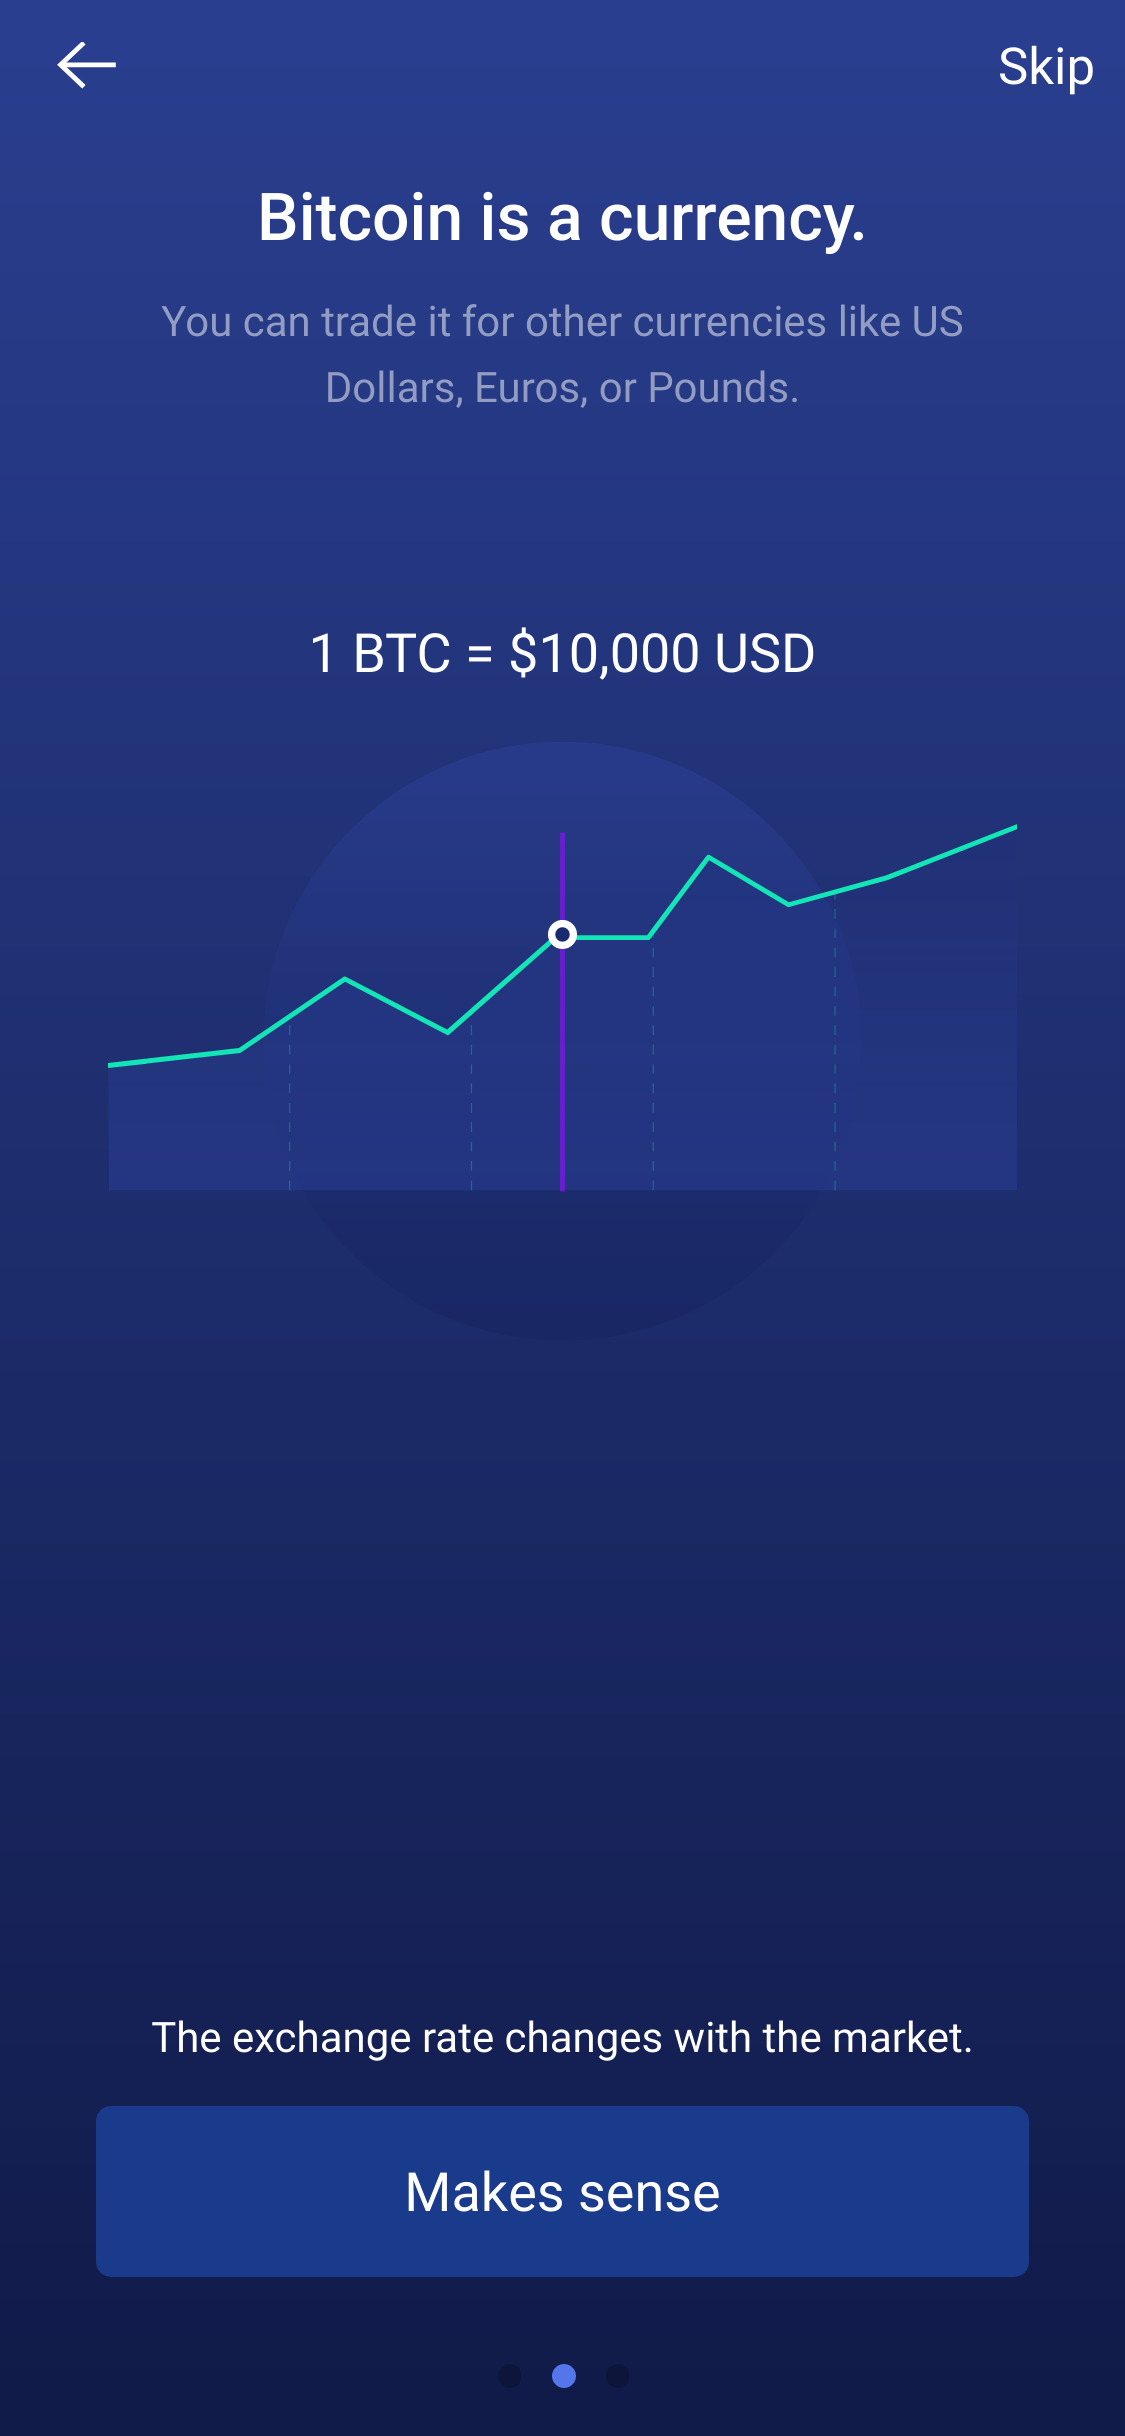 Skip
Bitcoin is a currency.
You can trade it for other currencies like US
Dollars, Euros, or Pounds.
1 BTC = $10,000 USD
The exchange rate changes with the market.
Makes sense